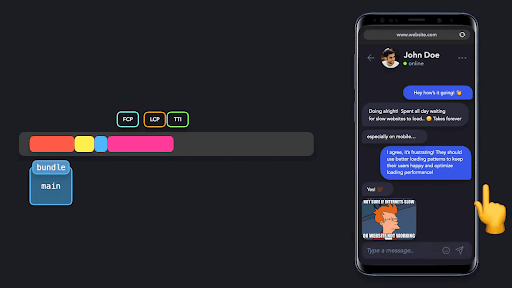 www.website.com
John Doe
online
Hey how's it going! 👋
Doing alright! Spent all day waiting
for slow websites to load.. 😔 Takes forever
especially on mobile...
I agree, it's frustrating! They should
use better loading patterns to keep
their users happy and optimize
loading performance!
Yes! 💯
NOT SURE IF INTERNETS SLOW
OR WEBSITE NOT WORKING
Type a message..
FCP LCP TTI
bundle
main